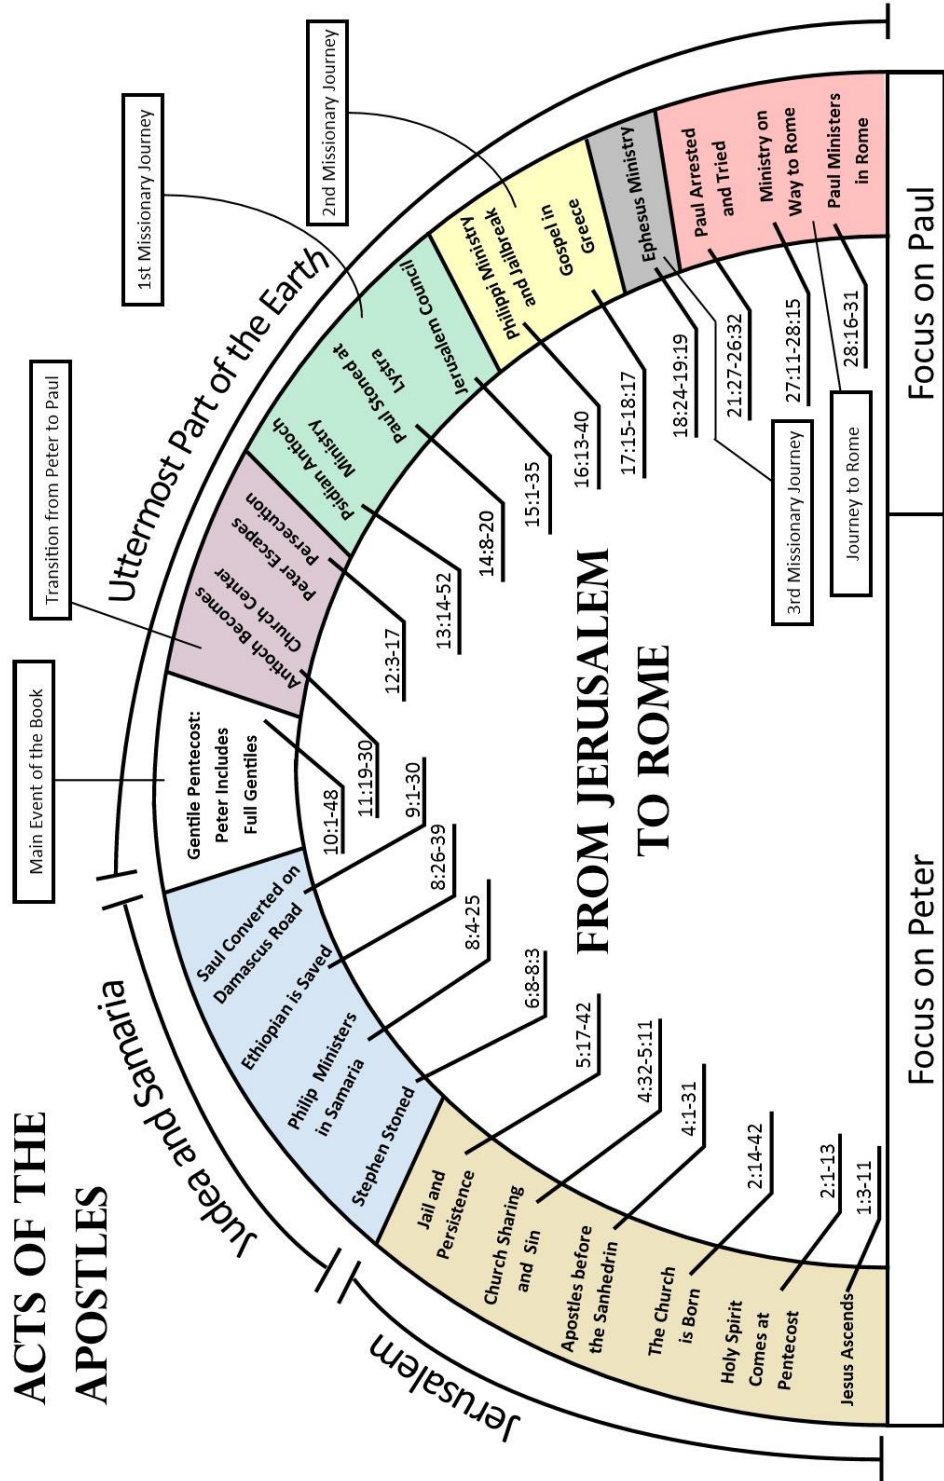 ACTS OF THE
APOSTLES
FROM JERUSALEM
TO ROME
Jerusalem
Judea and Samaria
Uttermost Part of the Earth
Jesus Ascends
1:3-11
Holy Spirit
Comes at
Pentecost
2:1-13
The Church
is Born
2:14-42
Apostles before
the Sanhedrin
4:1-31
Church Sharing
and Sin
4:32-5:11
Jail and
Persistence
5:17-42
Stephen Stoned
6:8-8:3
Philip Ministers
in Samaria
8:4-25
Ethiopian is Saved
8:26-39
Saul Converted on
Damascus Road
9:1-30
Main Event of the Book
Gentile Pentecost:
Peter Includes
Full Gentiles
10:1-48
Transition from Peter to Paul
Antioch Becomes
Church Center
11:19-30
Peter Escapes
Persecution
12:3-17
1st Missionary Journey
Psidian Antioch
Ministry
13:14-52
Paul Stoned at
Lystra
14:8-20
Jerusalem Council
15:1-35
2nd Missionary Journey
Philippi Ministry
and Jailbreak
16:13-40
Gospel in
Greece
17:15-18:17
Ephesus Ministry
18:24-19:19
3rd Missionary Journey
Paul Arrested
and Tried
21:27-26:32
Ministry on
Way to Rome
27:11-28:15
Journey to Rome
Paul Ministers
in Rome
28:16-31
Focus on Peter
Focus on Paul